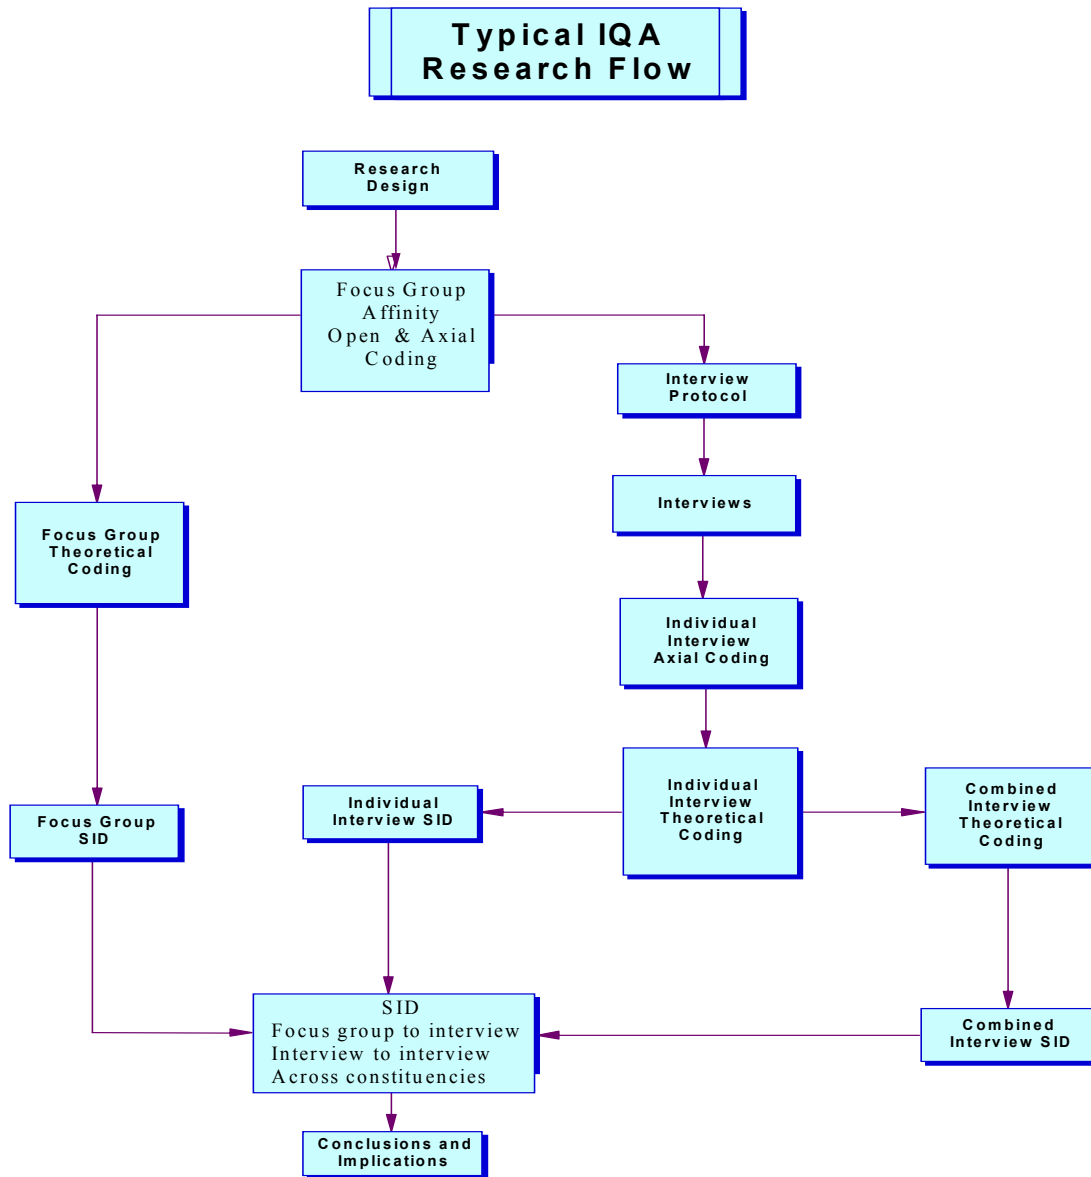 Typical IQA
Research Flow
Research
Design
Focus Group
Affinity
Open & Axial
Coding
Interview
Protocol
Interviews
Focus Group
Theoretical
Coding
Individual
Interview
Axial Coding
Individual
Interview
Theoretical
Coding
Combined
Interview
Theoretical
Coding
Individual
Interview SID
Focus Group
SID
SID
Focus group to interview
Interview to interview
Across constituencies
Combined
Interview SID
Conclusions and
Implications